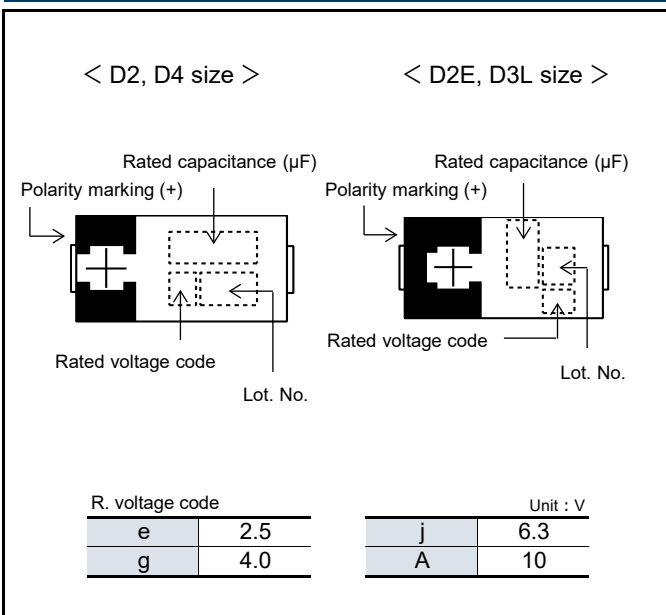 < D2, D4 size >
< D2E, D3L size >
Rated capacitance (μF)
Polarity marking (+)
Rated voltage code
Lot. No.
Rated capacitance (μF)
Polarity marking (+)
Rated voltage code
Lot. No.
R. voltage code
Unit : V
e 2.5
g 4.0
j 6.3
A 10